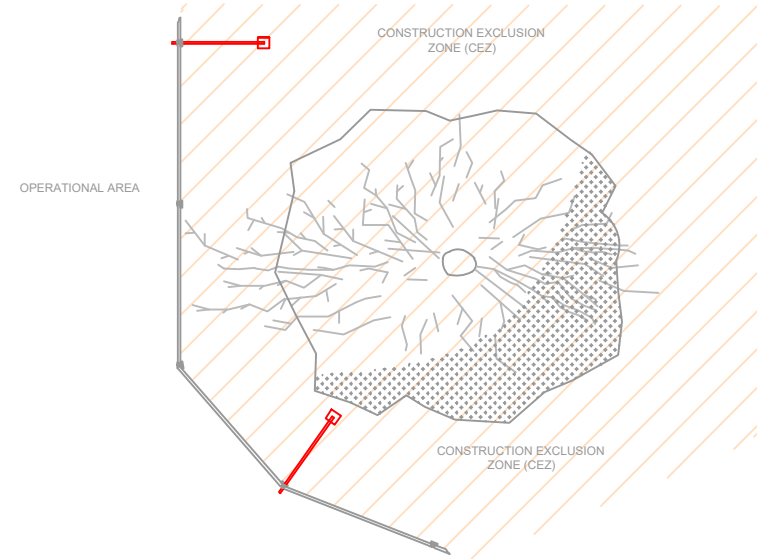 CONSTRUCTION EXCLUSION
ZONE (CEZ)
OPERATIONAL AREA
CONSTRUCTION EXCLUSION
ZONE (CEZ)